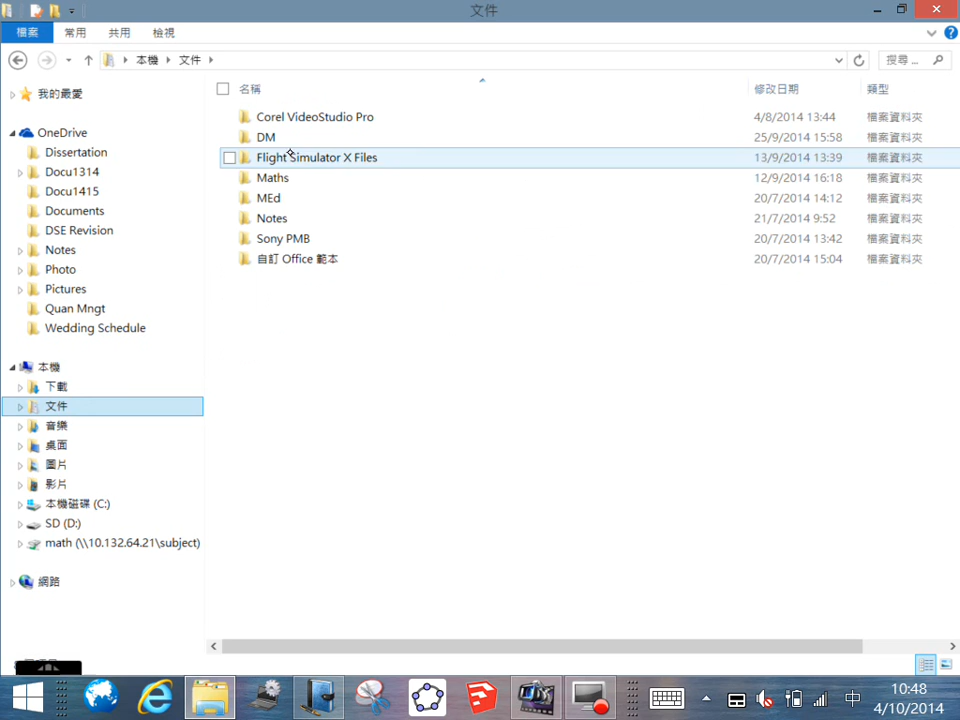 文件
檔案 常用 共用 檢視
本機 文件 搜尋 ...
我的最愛
OneDrive
Dissertation
Docu1314
Docu1415
Documents
DSE Revision
Notes
Photo
Pictures
Quan Mngt
Wedding Schedule
本機
下載
文件
音樂
桌面
圖片
影片
本機磁碟 (C:)
SD (D:)
math (\\10.132.64.21\subject)
網路
名稱 修改日期 類型
Corel VideoStudio Pro 4/8/2014 13:44 檔案資料夾
DM 25/9/2014 15:58 檔案資料夾
Flight Simulator X Files 13/9/2014 13:39 檔案資料夾
Maths 12/9/2014 16:18 檔案資料夾
MEd 20/7/2014 14:12 檔案資料夾
Notes 21/7/2014 9:52 檔案資料夾
Sony PMB 20/7/2014 13:42 檔案資料夾
自訂 Office 範本 20/7/2014 15:04 檔案資料夾
中
10:48
4/10/2014